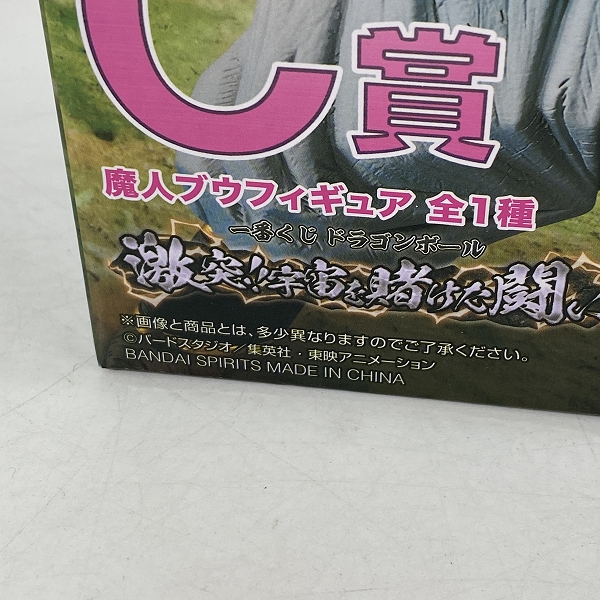 C賞
魔人ブウフィギュア 全1種
一番くじ ドラゴンボール
激突!!宇宙を賭けた闘い
※画像と商品とは、多少異なりますのでご了承ください。
©バードスタジオ/集英社・東映アニメーション
BANDAI SPIRITS MADE IN CHINA